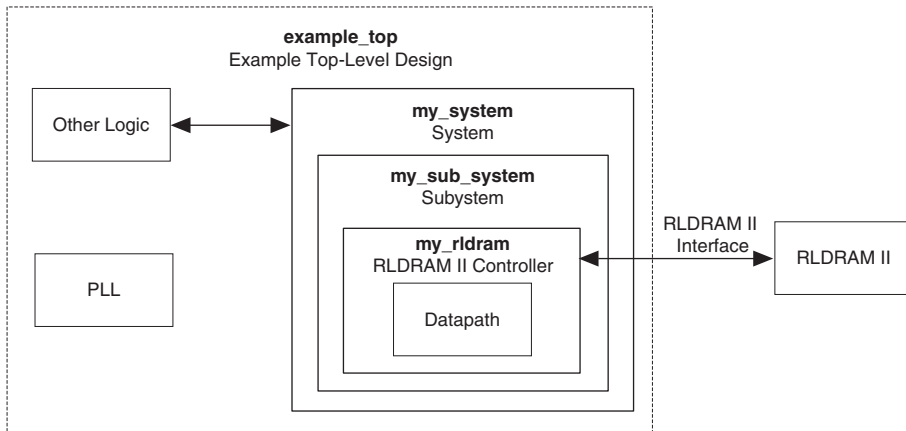 example_top
Example Top-Level Design
Other Logic
my_system
System
my_sub_system
Subystem
my_rldram
RLDRAM II Controller
Datapath
PLL
RLDRAM II
Interface
RLDRAM II